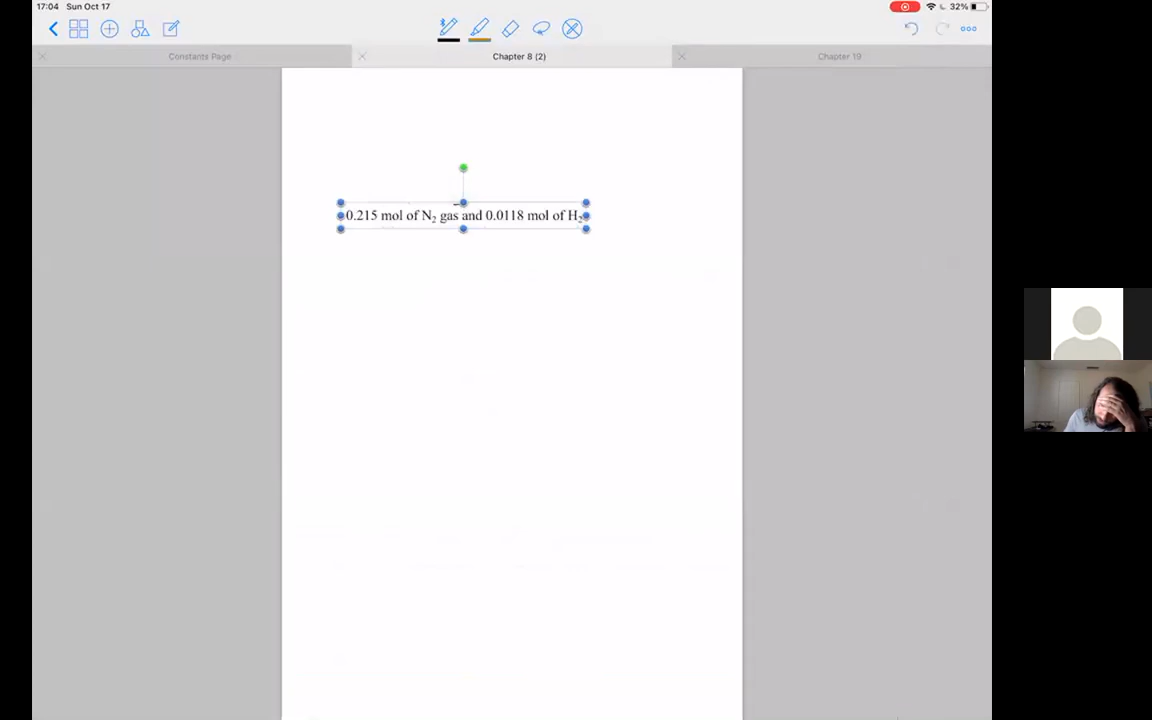 17:04 Sun Oct 17
32%
Constants Page
Chapter 8 (2)
Chapter 19
0.215 mol of N₂ gas and 0.0118 mol of H₂